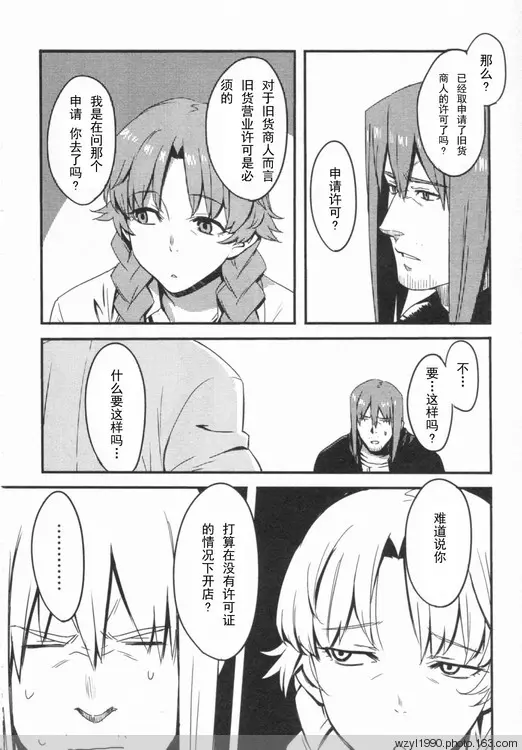 那么?
已经取申请了旧货
商人的许可了吗?
申请许可?
对于旧货商人而言
旧货营业许可是必
须的
我是在问那个
申请 你去了吗?
不…
要…这样吗?
什么要这样吗…
难道说你
打算在没有许可证
的情况下开店?
…………
www.wzyl1990.photo.163.com